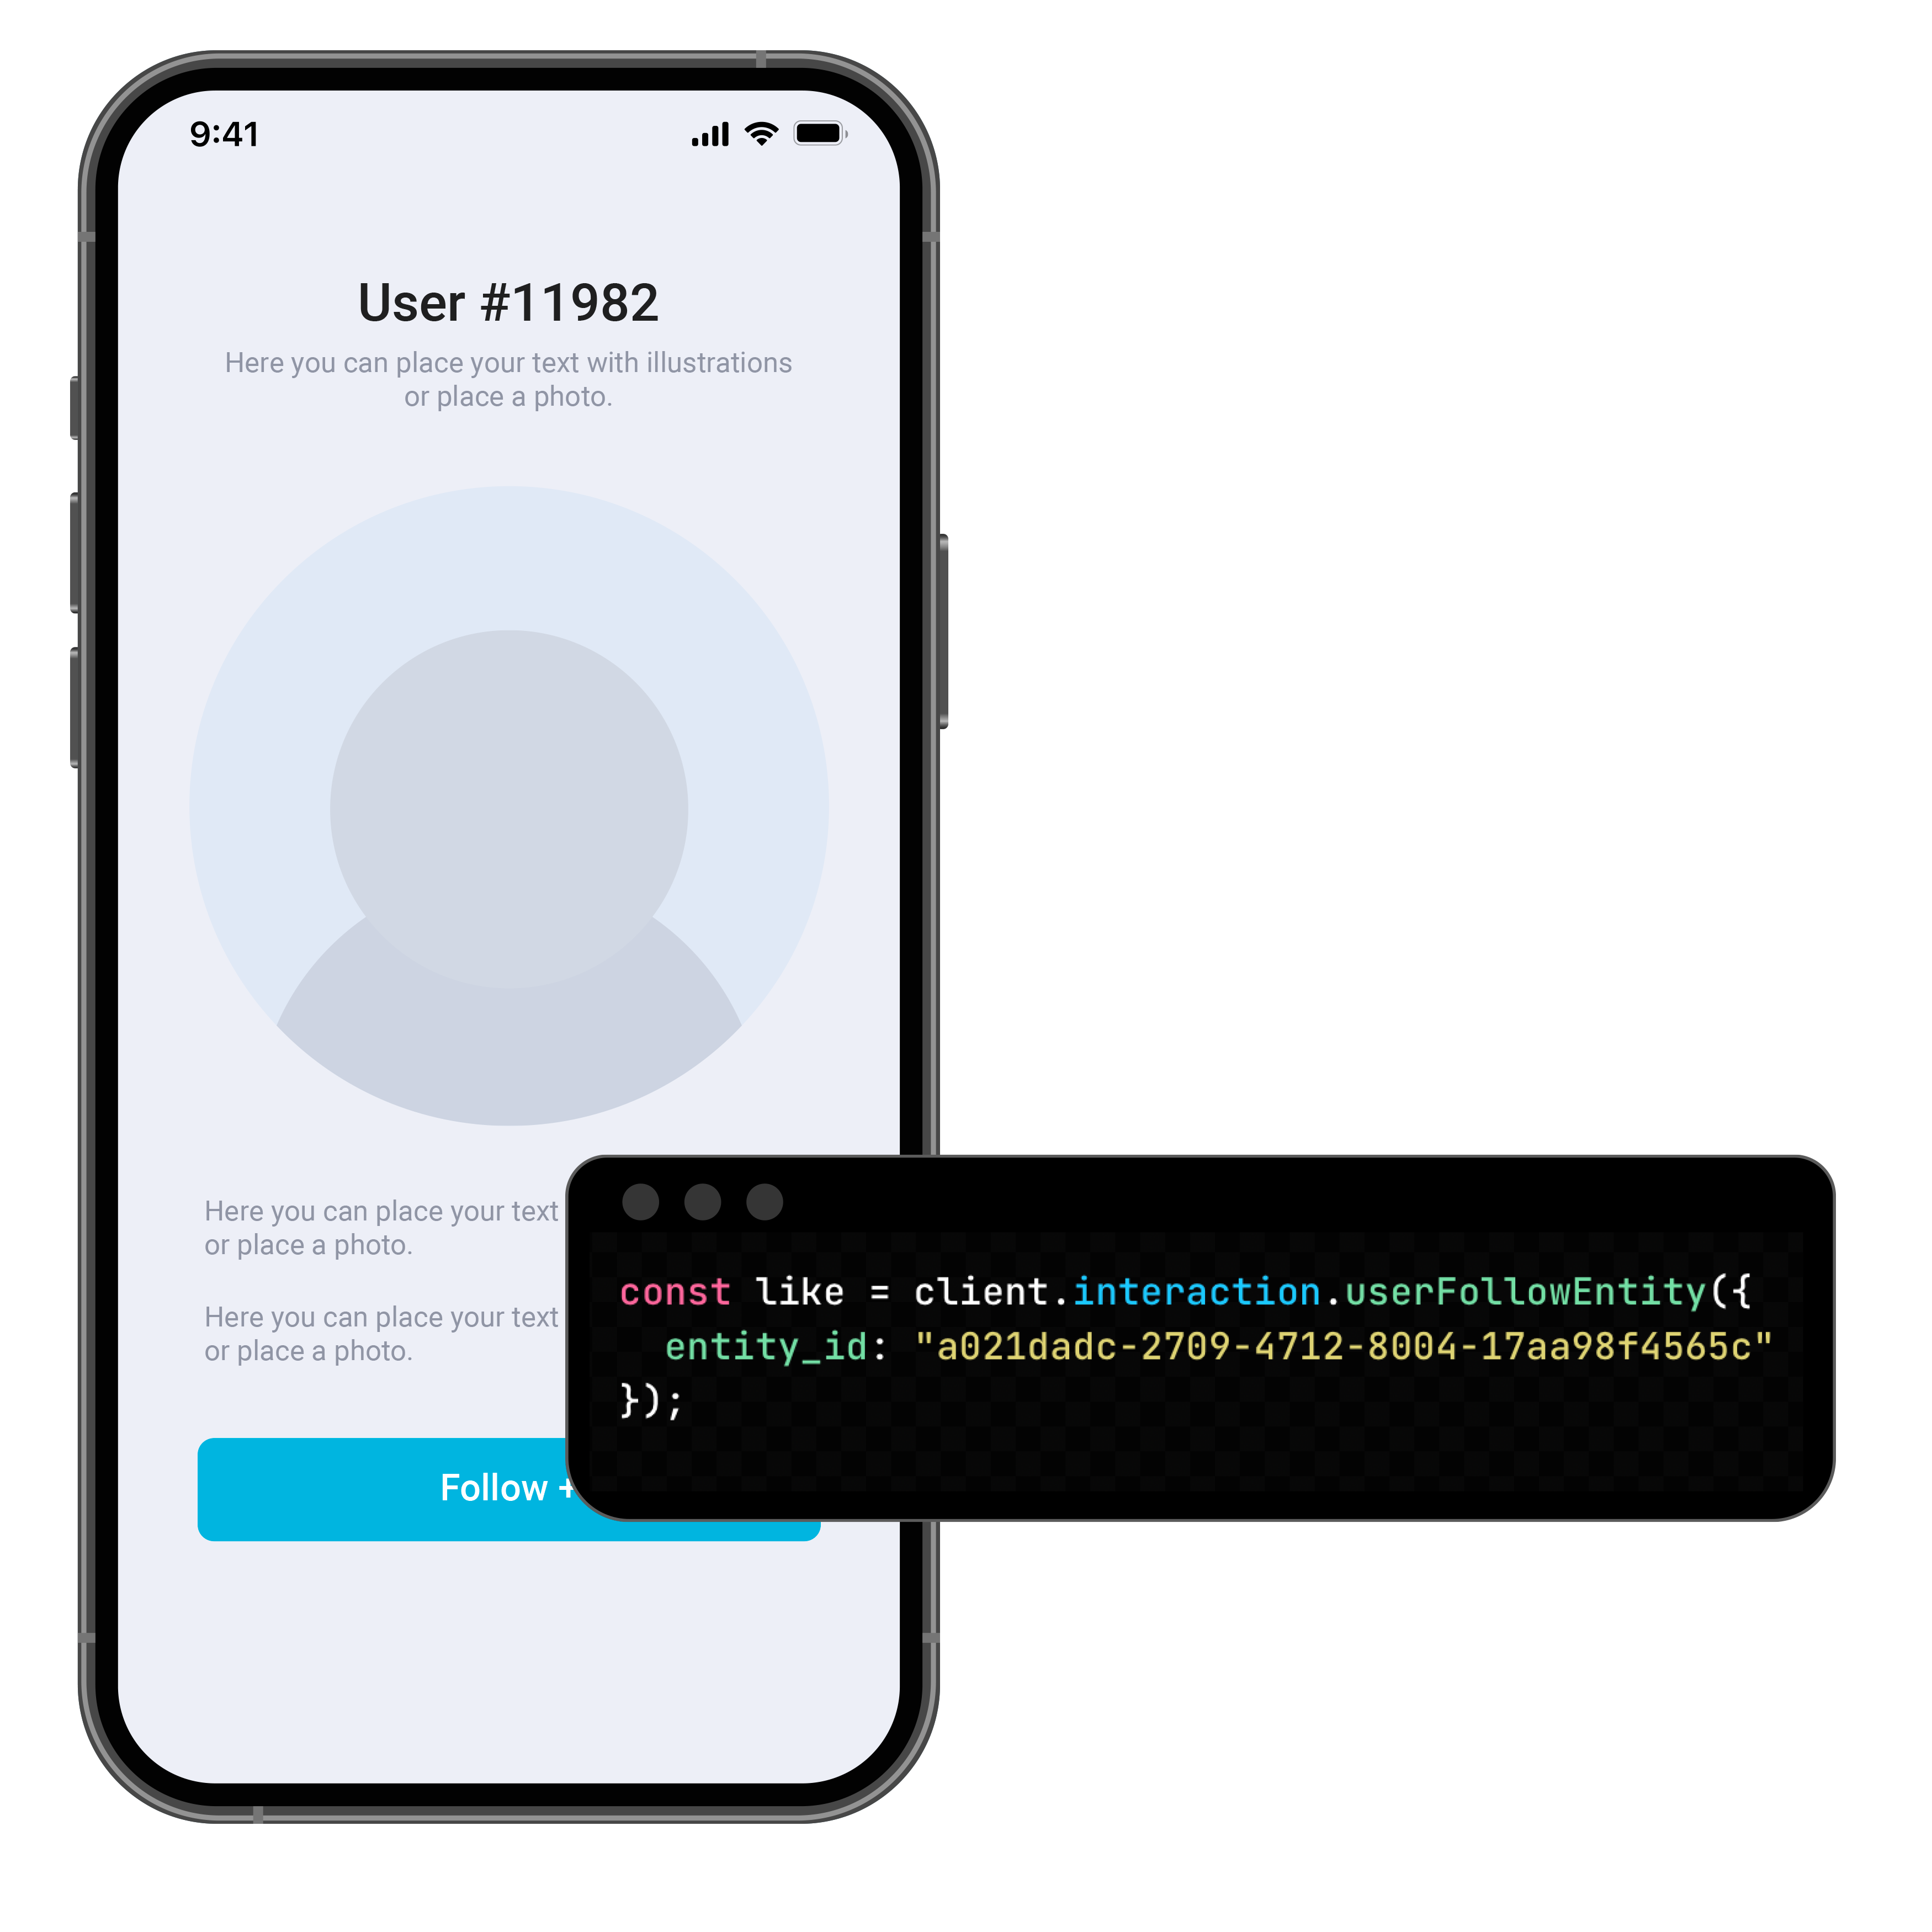 9:41
User #11982
Here you can place your text with illustrations
or place a photo.
Here you can place your text
or place a photo.
Here you can place your text
or place a photo.
Follow +
const like = client.interaction.userFollowEntity({
  entity_id: "a021dadc-2709-4712-8004-17aa98f4565c"
});